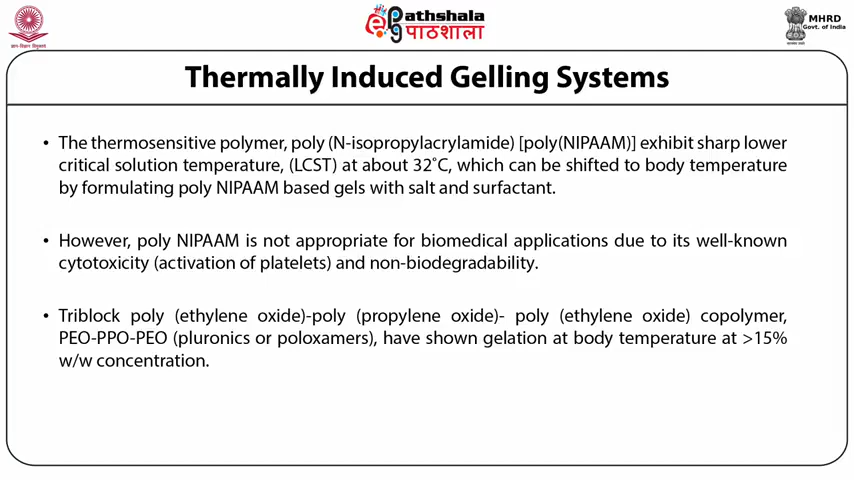 ज्ञान-विज्ञान विमुक्तये
ePathshala
पाठशाला
MHRD
Govt. of India
Thermally Induced Gelling Systems
• The thermosensitive polymer, poly (N-isopropylacrylamide) [poly(NIPAAM)] exhibit sharp lower
critical solution temperature, (LCST) at about 32˚C, which can be shifted to body temperature
by formulating poly NIPAAM based gels with salt and surfactant.
• However, poly NIPAAM is not appropriate for biomedical applications due to its well-known
cytotoxicity (activation of platelets) and non-biodegradability.
• Triblock poly (ethylene oxide)-poly (propylene oxide)- poly (ethylene oxide) copolymer,
PEO-PPO-PEO (pluronics or poloxamers), have shown gelation at body temperature at >15%
w/w concentration.